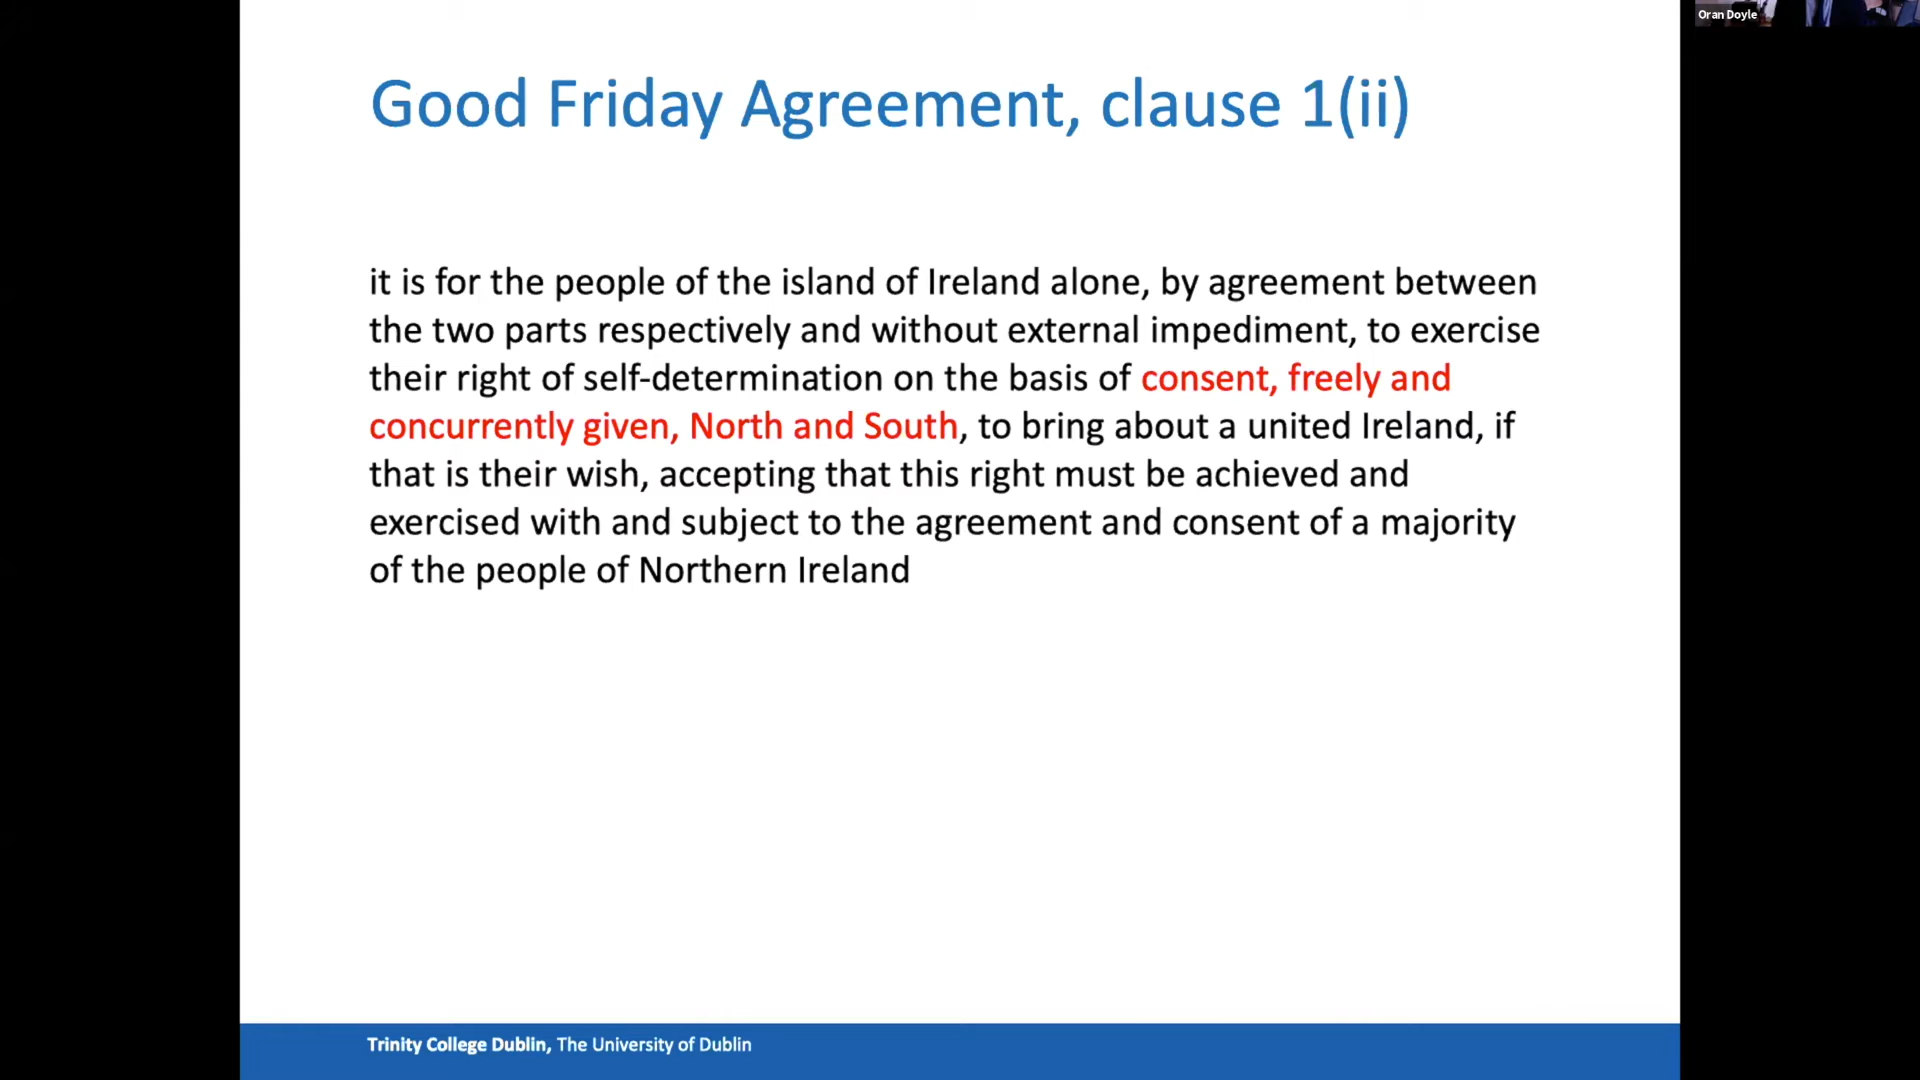 Oran Doyle
Good Friday Agreement, clause 1(ii)
it is for the people of the island of Ireland alone, by agreement between
the two parts respectively and without external impediment, to exercise
their right of self-determination on the basis of consent, freely and
concurrently given, North and South, to bring about a united Ireland, if
that is their wish, accepting that this right must be achieved and
exercised with and subject to the agreement and consent of a majority
of the people of Northern Ireland
Trinity College Dublin, The University of Dublin